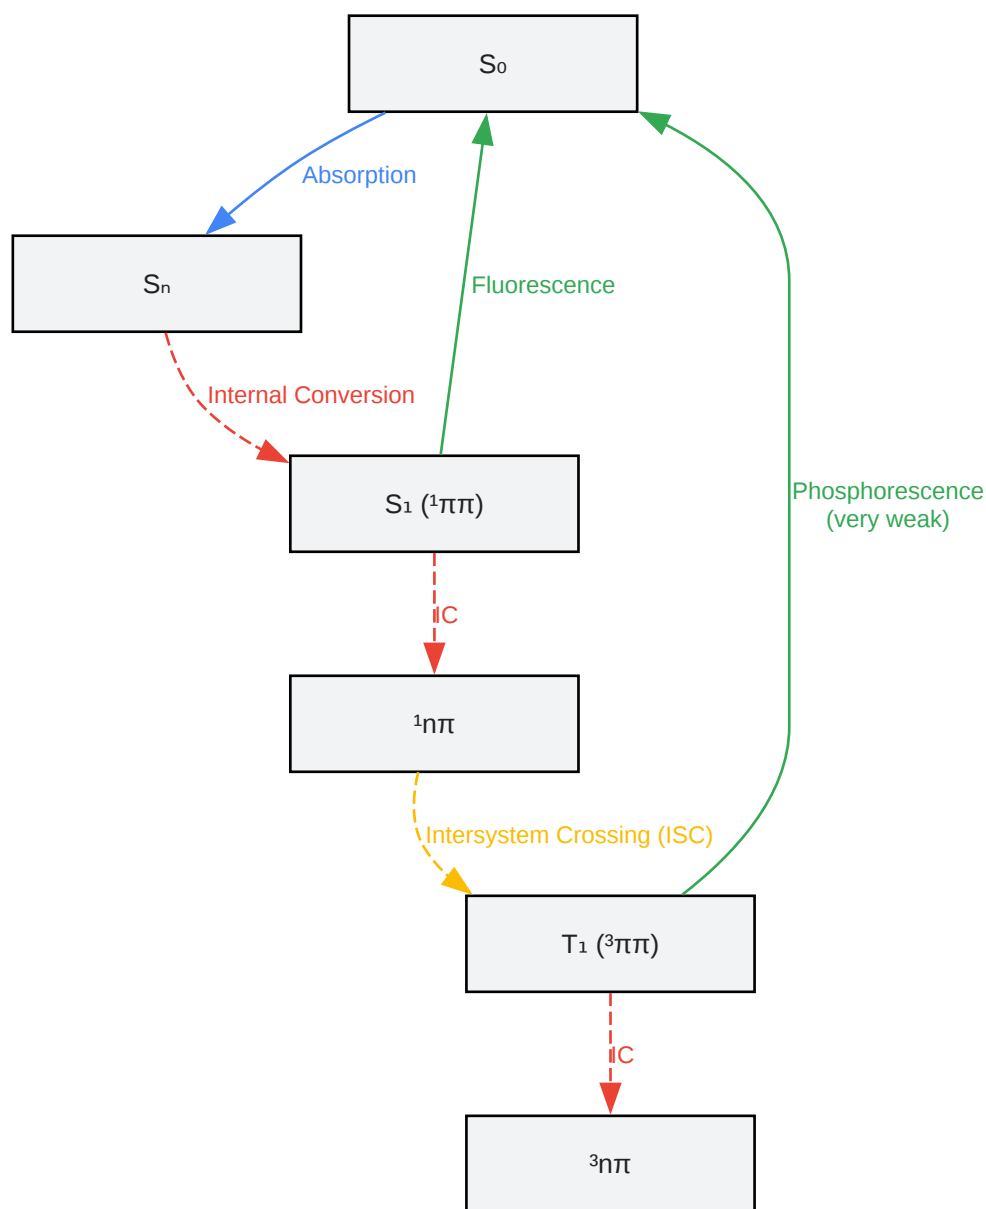 S₀
Absorption
Sₙ
Fluorescence
Internal Conversion
Phosphorescence
(very weak)
S₁ (¹ππ)
IC
¹nπ
Intersystem Crossing (ISC)
T₁ (³ππ)
IC
³nπ